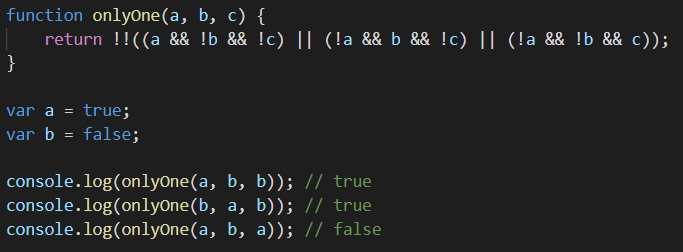 function onlyOne(a, b, c) {
    return !!((a && !b && !c) || (!a && b && !c) || (!a && !b && c));
}
var a = true;
var b = false;
console.log(onlyOne(a, b, b)); // true
console.log(onlyOne(b, a, b)); // true
console.log(onlyOne(a, b, a)); // false